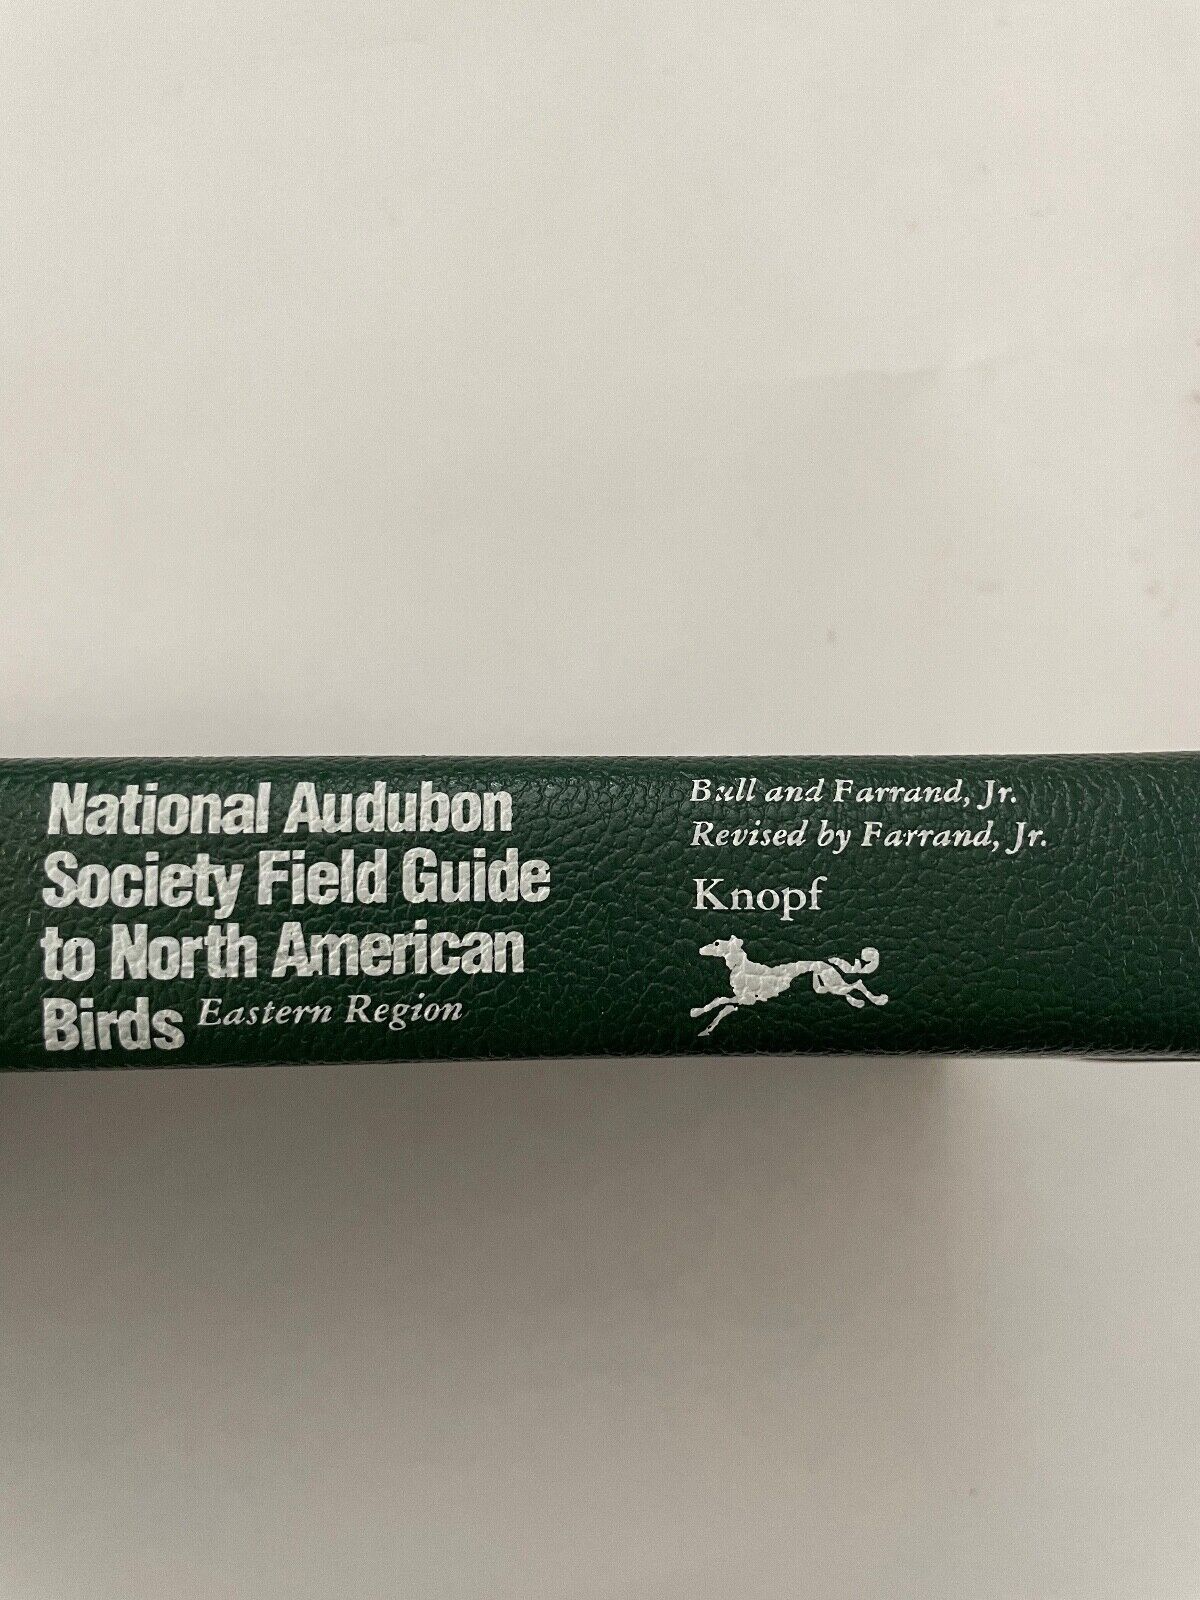 National Audubon
Society Field Guide
to North American
Birds Eastern Region
Bull and Farrand, Jr.
Revised by Farrand, Jr.
Knopf